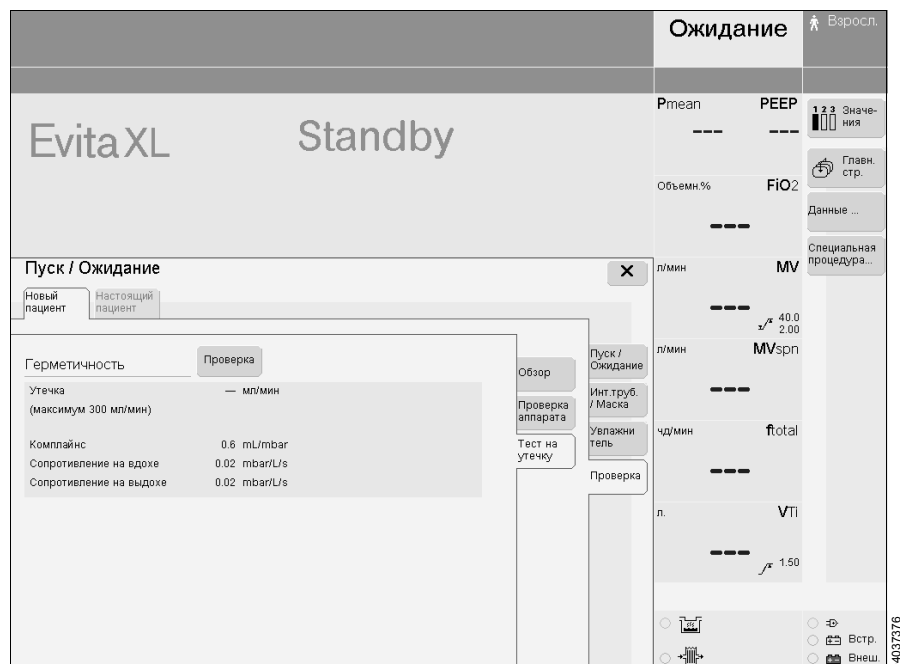 Ожидание
Взросл.
Evita XL
Standby
Pmean PEEP
--- ---
Объемн.% FiO2
---
л/мин MV
---
40.0
2.00
л/мин MVspn
---
чд/мин ftotal
---
л. VTi
---
1.50
1 2 3 Значе-
ния
Главн.
стр.
Данные ...
Специальная
процедура...
Пуск / Ожидание
Новый
пациент
Настоящий
пациент
Герметичность
Проверка
Утечка — мл/мин
(максимум 300 мл/мин)
Комплайнс 0.6 mL/mbar
Сопротивление на вдохе 0.02 mbar/L/s
Сопротивление на выдохе 0.02 mbar/L/s
Обзор
Проверка
аппарата
Тест на
утечку
Пуск /
Ожидание
Инт.труб.
/ Маска
Увлажни
тель
Проверка
Встр.
Внеш.
4037376